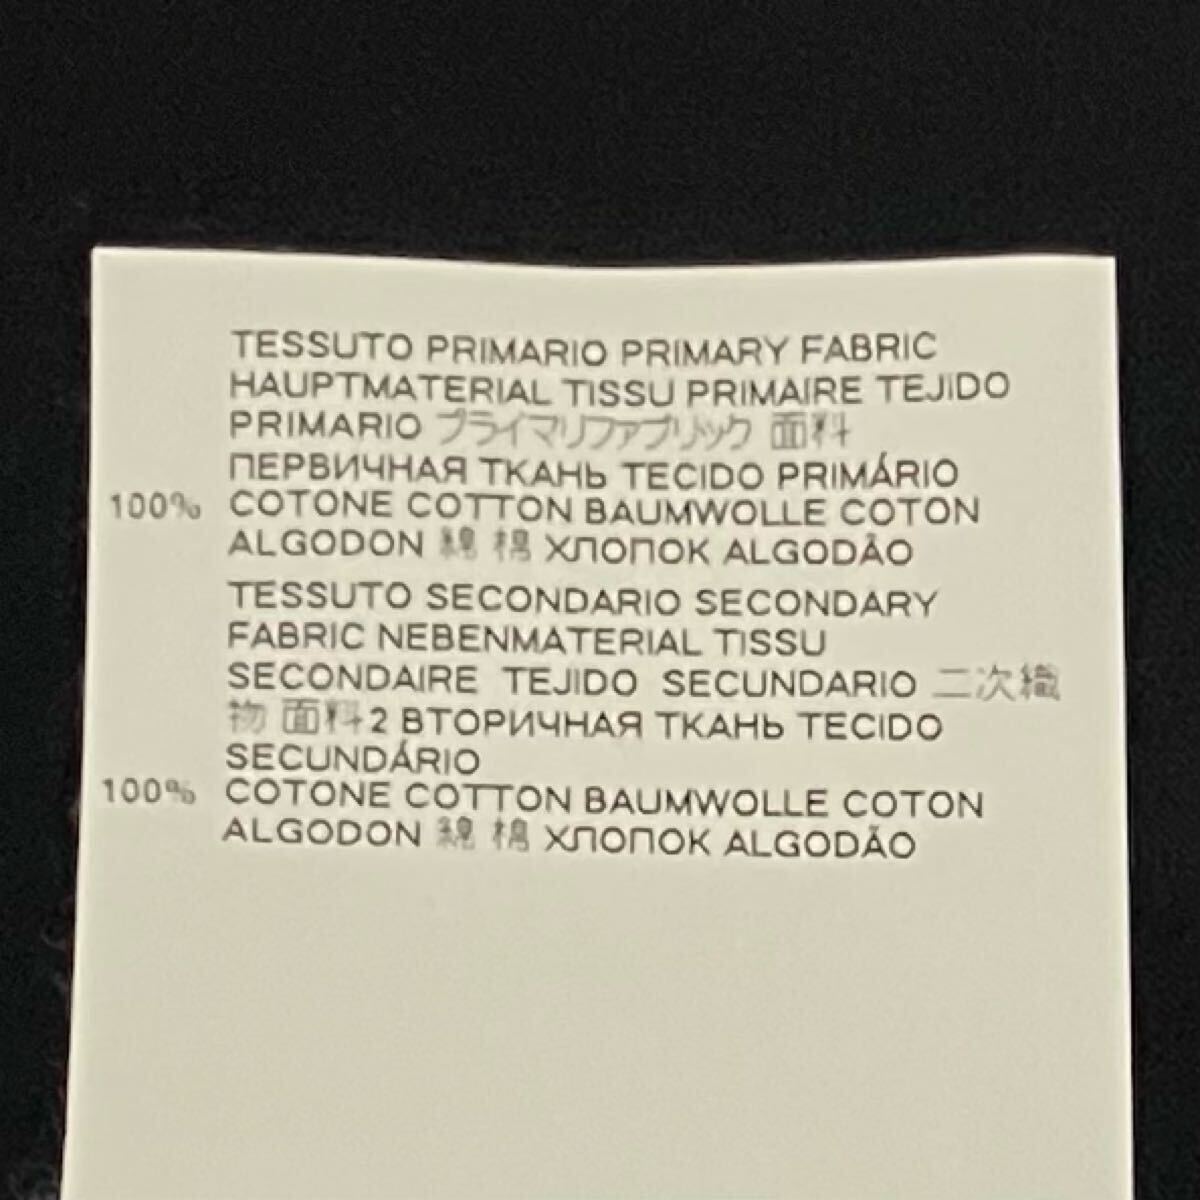 TESSUTO PRIMARIO PRIMARY FABRIC
HAUPTMATERIAL TISSU PRIMAIRE TEJIDO
PRIMARIO プライマリファブリック 面料
ПЕРВИЧНАЯ ТКАНЬ TECIDO PRIMÁRIO
100% COTONE COTTON BAUMWOLLE COTON
ALGODON 綿 棉 ХЛОПОК ALGODÃO
TESSUTO SECONDARIO SECONDARY
FABRIC NEBENMATERIAL TISSU
SECONDAIRE TEJIDO SECUNDARIO 二次織
物 面料2 ВТОРИЧНАЯ ТКАНЬ TECIDO
SECUNDÁRIO
100% COTONE COTTON BAUMWOLLE COTON
ALGODON 綿 棉 ХЛОПОК ALGODÃO